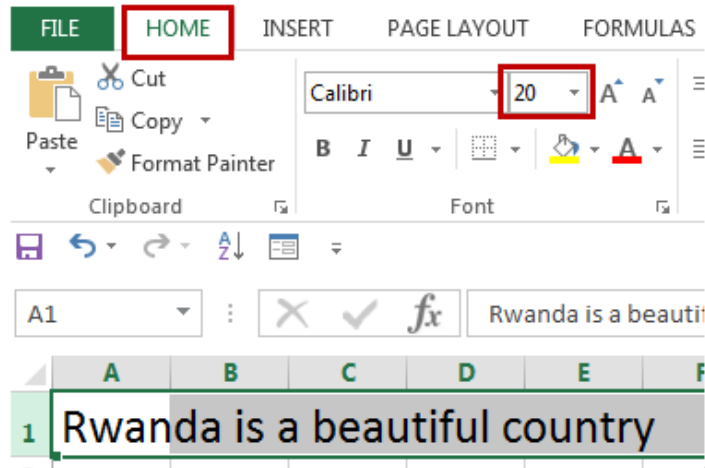 FILE HOME INSERT PAGE LAYOUT FORMULAS
Cut
Calibri 20 A A
Copy
Paste
B I U A
Format Painter
Clipboard Font
A Z
A1 fx Rwanda is a beautif
A B C D E F
1 Rwanda is a beautiful country